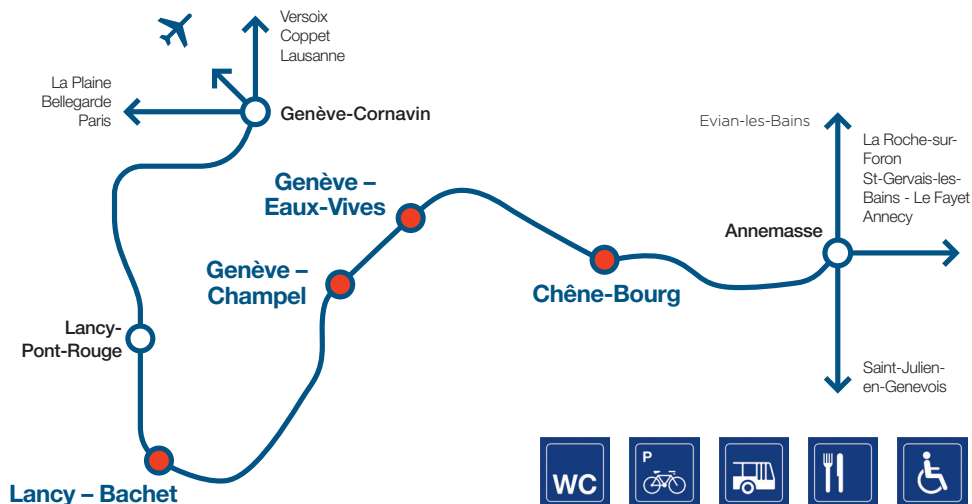 Versoix
Coppet
Lausanne
La Plaine
Bellegarde
Paris
Genève-Cornavin
Evian-les-Bains
La Roche-sur-
Foron
St-Gervais-les-
Bains - Le Fayet
Annecy
Genève –
Eaux-Vives
Annemasse
Genève –
Champel
Chêne-Bourg
Lancy-
Pont-Rouge
Saint-Julien-
en-Genevois
Lancy – Bachet
WC
P